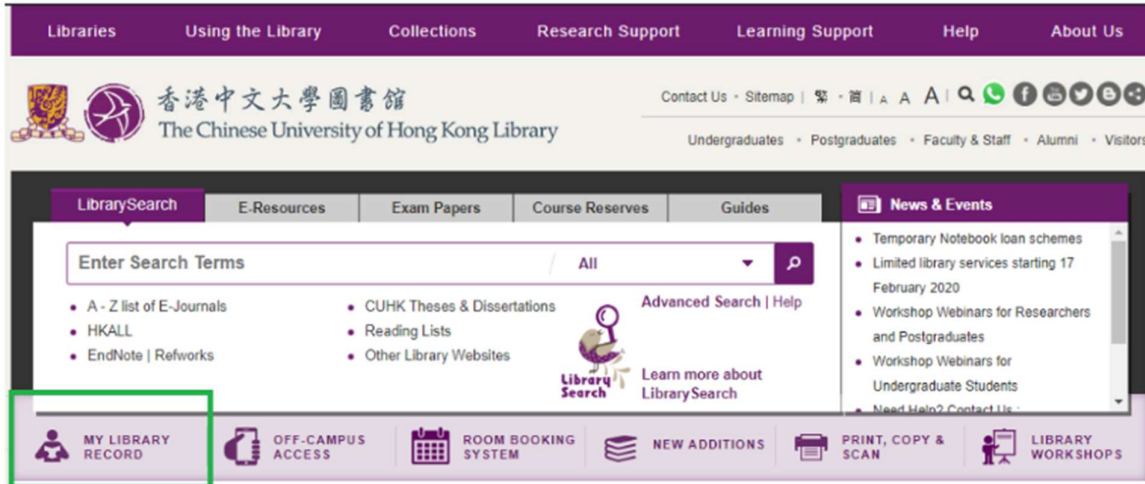 Libraries Using the Library Collections Research Support Learning Support Help About Us
香港中文大學圖書館
The Chinese University of Hong Kong Library
Contact Us • Sitemap | 繁 • 简 | A A A |
Undergraduates • Postgraduates • Faculty & Staff • Alumni • Visitors
LibrarySearch E-Resources Exam Papers Course Reserves Guides
Enter Search Terms / All
• A - Z list of E-Journals
• HKALL
• EndNote | Refworks
• CUHK Theses & Dissertations
• Reading Lists
• Other Library Websites
Library
Search
Advanced Search | Help
Learn more about
LibrarySearch
News & Events
• Temporary Notebook loan schemes
• Limited library services starting 17
February 2020
• Workshop Webinars for Researchers
and Postgraduates
• Workshop Webinars for
Undergraduate Students
• Need Help? Contact Us :
MY LIBRARY
RECORD
OFF-CAMPUS
ACCESS
ROOM BOOKING
SYSTEM
NEW ADDITIONS
PRINT, COPY &
SCAN
LIBRARY
WORKSHOPS